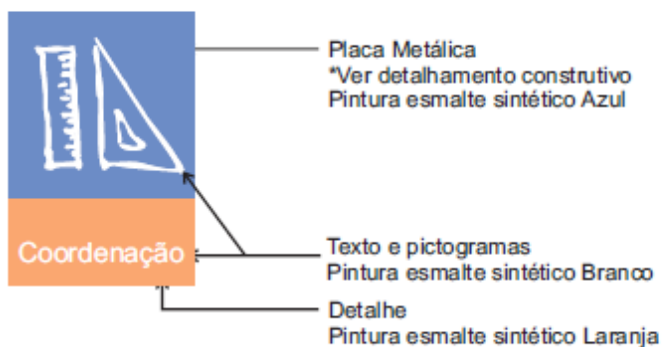 Placa Metálica
*Ver detalhamento construtivo
Pintura esmalte sintético Azul
Coordenação
Texto e pictogramas
Pintura esmalte sintético Branco
Detalhe
Pintura esmalte sintético Laranja